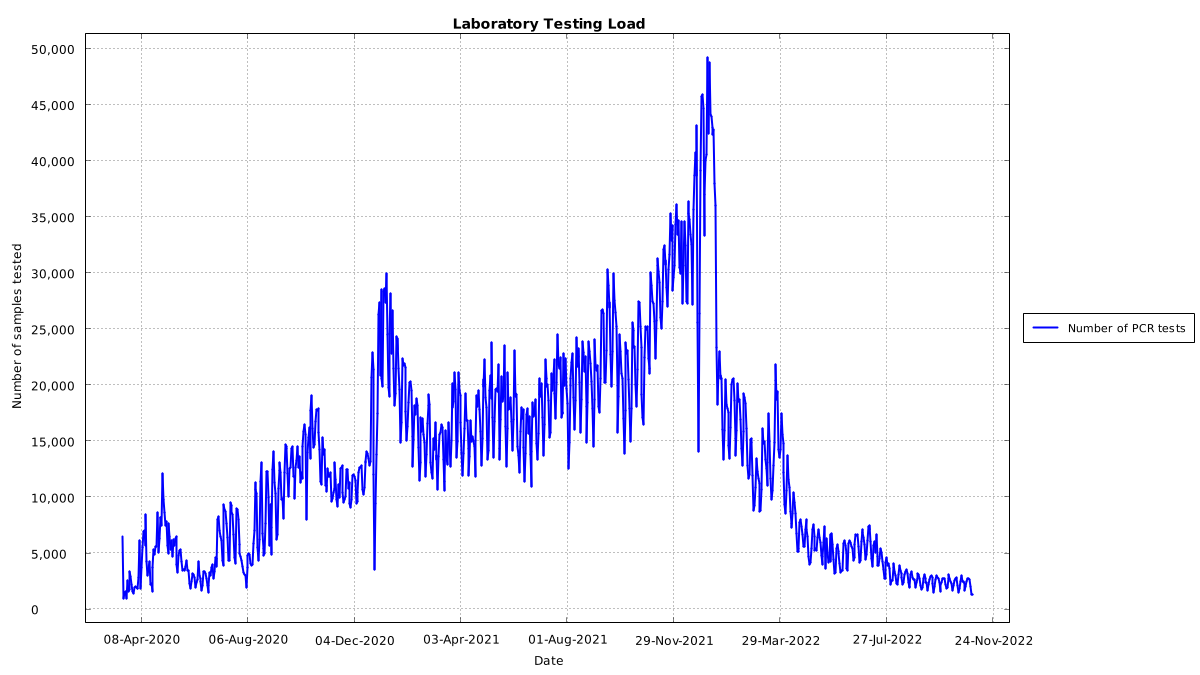 Laboratory Testing Load
50,000
45,000
40,000
35,000
30,000
25,000
20,000
15,000
10,000
5,000
0
Number of samples tested
08-Apr-2020 06-Aug-2020 04-Dec-2020 03-Apr-2021 01-Aug-2021 29-Nov-2021 29-Mar-2022 27-Jul-2022 24-Nov-2022
Date
Number of PCR tests